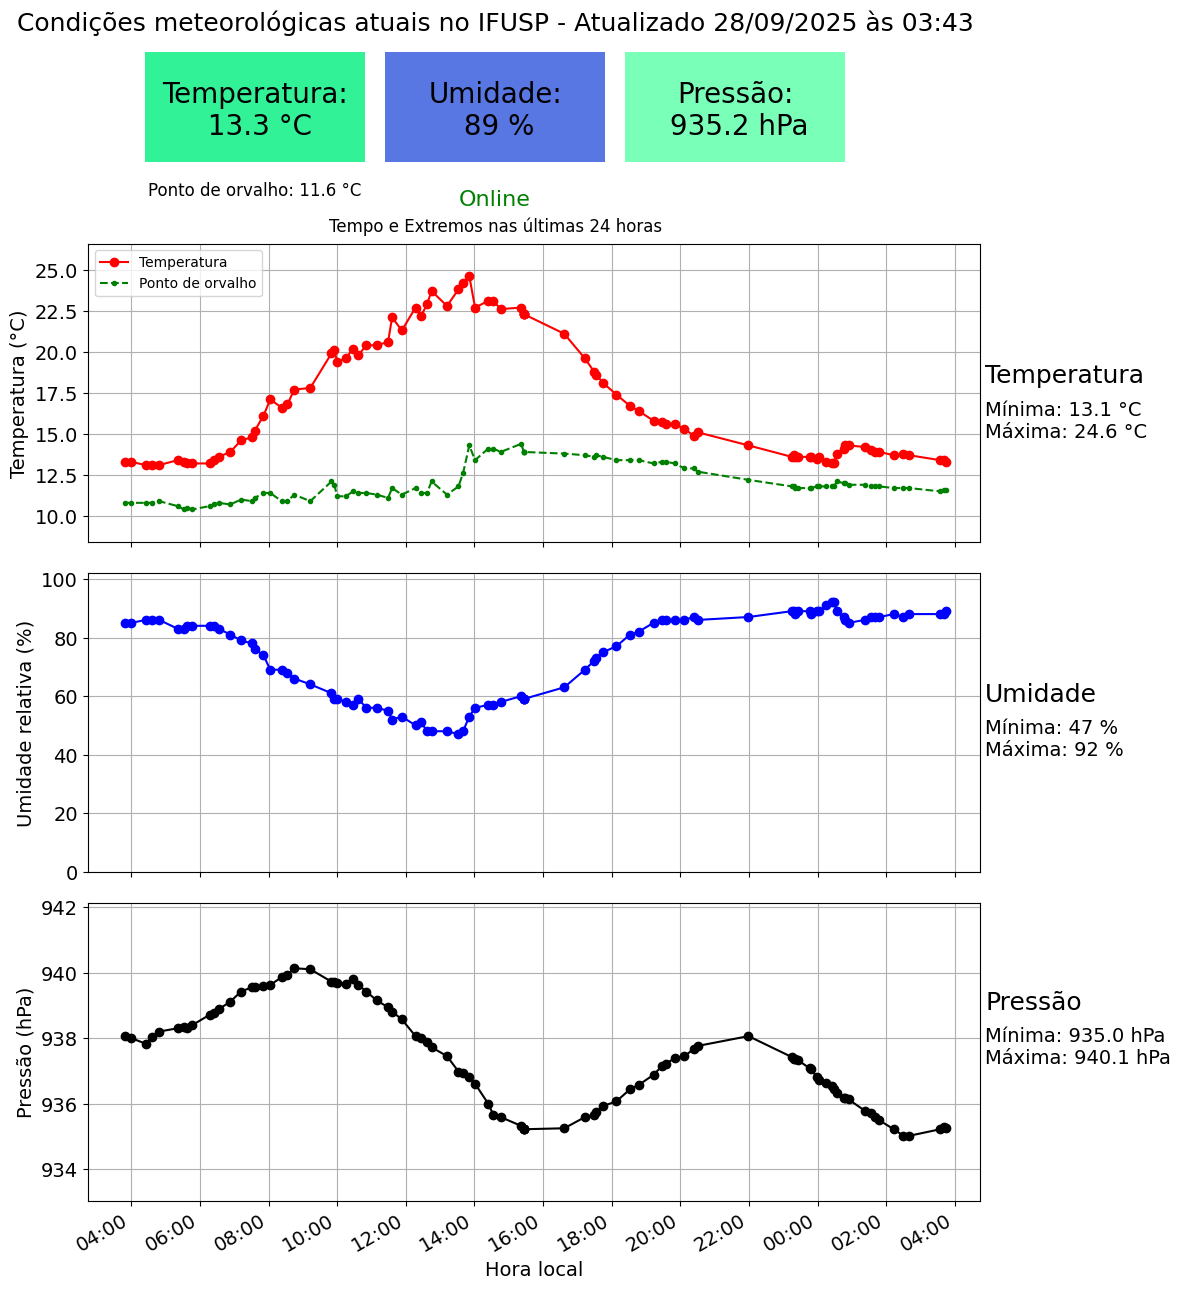 Condições meteorológicas atuais no IFUSP - Atualizado 28/09/2025 às 03:43
Temperatura:
13.3 °C
Umidade:
89 %
Pressão:
935.2 hPa
Ponto de orvalho: 11.6 °C
Online
Tempo e Extremos nas últimas 24 horas
Temperatura
Ponto de orvalho
Temperatura (°C)
25.0
22.5
20.0
17.5
15.0
12.5
10.0
Temperatura
Mínima: 13.1 °C
Máxima: 24.6 °C
Umidade relativa (%)
100
80
60
40
20
0
Umidade
Mínima: 47 %
Máxima: 92 %
Pressão (hPa)
942
940
938
936
934
Pressão
Mínima: 935.0 hPa
Máxima: 940.1 hPa
04:00
06:00
08:00
10:00
12:00
14:00
16:00
18:00
20:00
22:00
00:00
02:00
04:00
Hora local